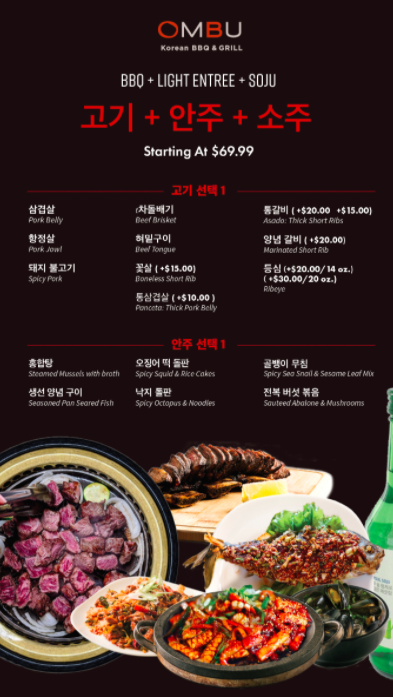 OMBU
Korean BBQ & GRILL
BBQ + LIGHT ENTREE + SOJU
고기 + 안주 + 소주
Starting At $69.99
고기 선택 1
삼겹살
Pork Belly
항정살
Pork Jowl
돼지 불고기
Spicy Pork
차돌배기
Beef Brisket
혀밑구이
Beef Tongue
꽃살 ( +$15.00)
Boneless Short Rib
통삼겹살 ( +$10.00 )
Panceta: Thick Pork Belly
통갈비 ( +$20.00 +$15.00)
Asado: Thick Short Ribs
양념 갈비 ( +$20.00)
Marinated Short Rib
등심 (+$20.00/14 oz.)
( +$30.00/20 oz.)
Ribeye
안주 선택 1
홍합탕
Steamed Mussels with broth
생선 양념 구이
Seasoned Pan Seared Fish
오징어 떡 돌판
Spicy Squid & Rice Cakes
낙지 돌판
Spicy Octopus & Noodles
골뱅이 무침
Spicy Sea Snail & Sesame Leaf Mix
전복 버섯 볶음
Sauteed Abalone & Mushrooms